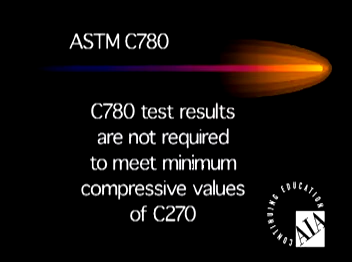 ASTM C780
C780 test results
are not required
to meet minimum
compressive values
of C270
CONTINUING EDUCATION
AIA